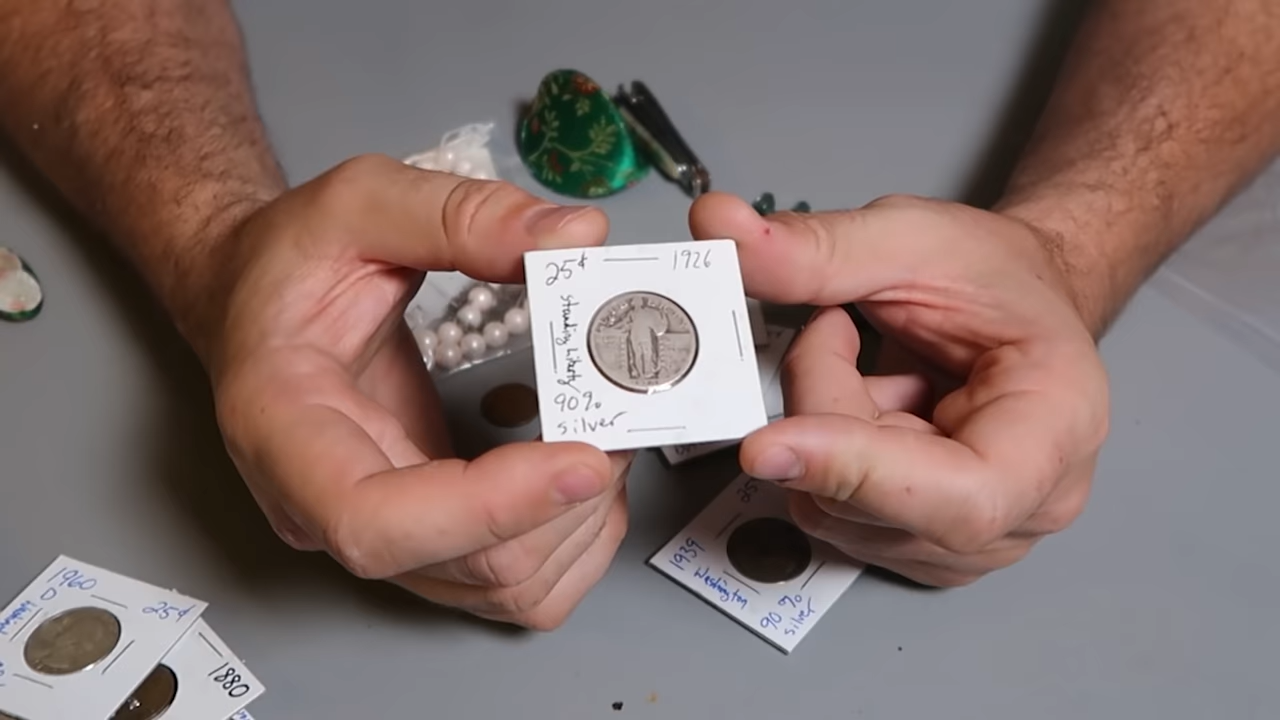 25¢ 1926
standing liberty
90%
silver
25
1939
Washington
90%
silver
1960
D
25¢
1880